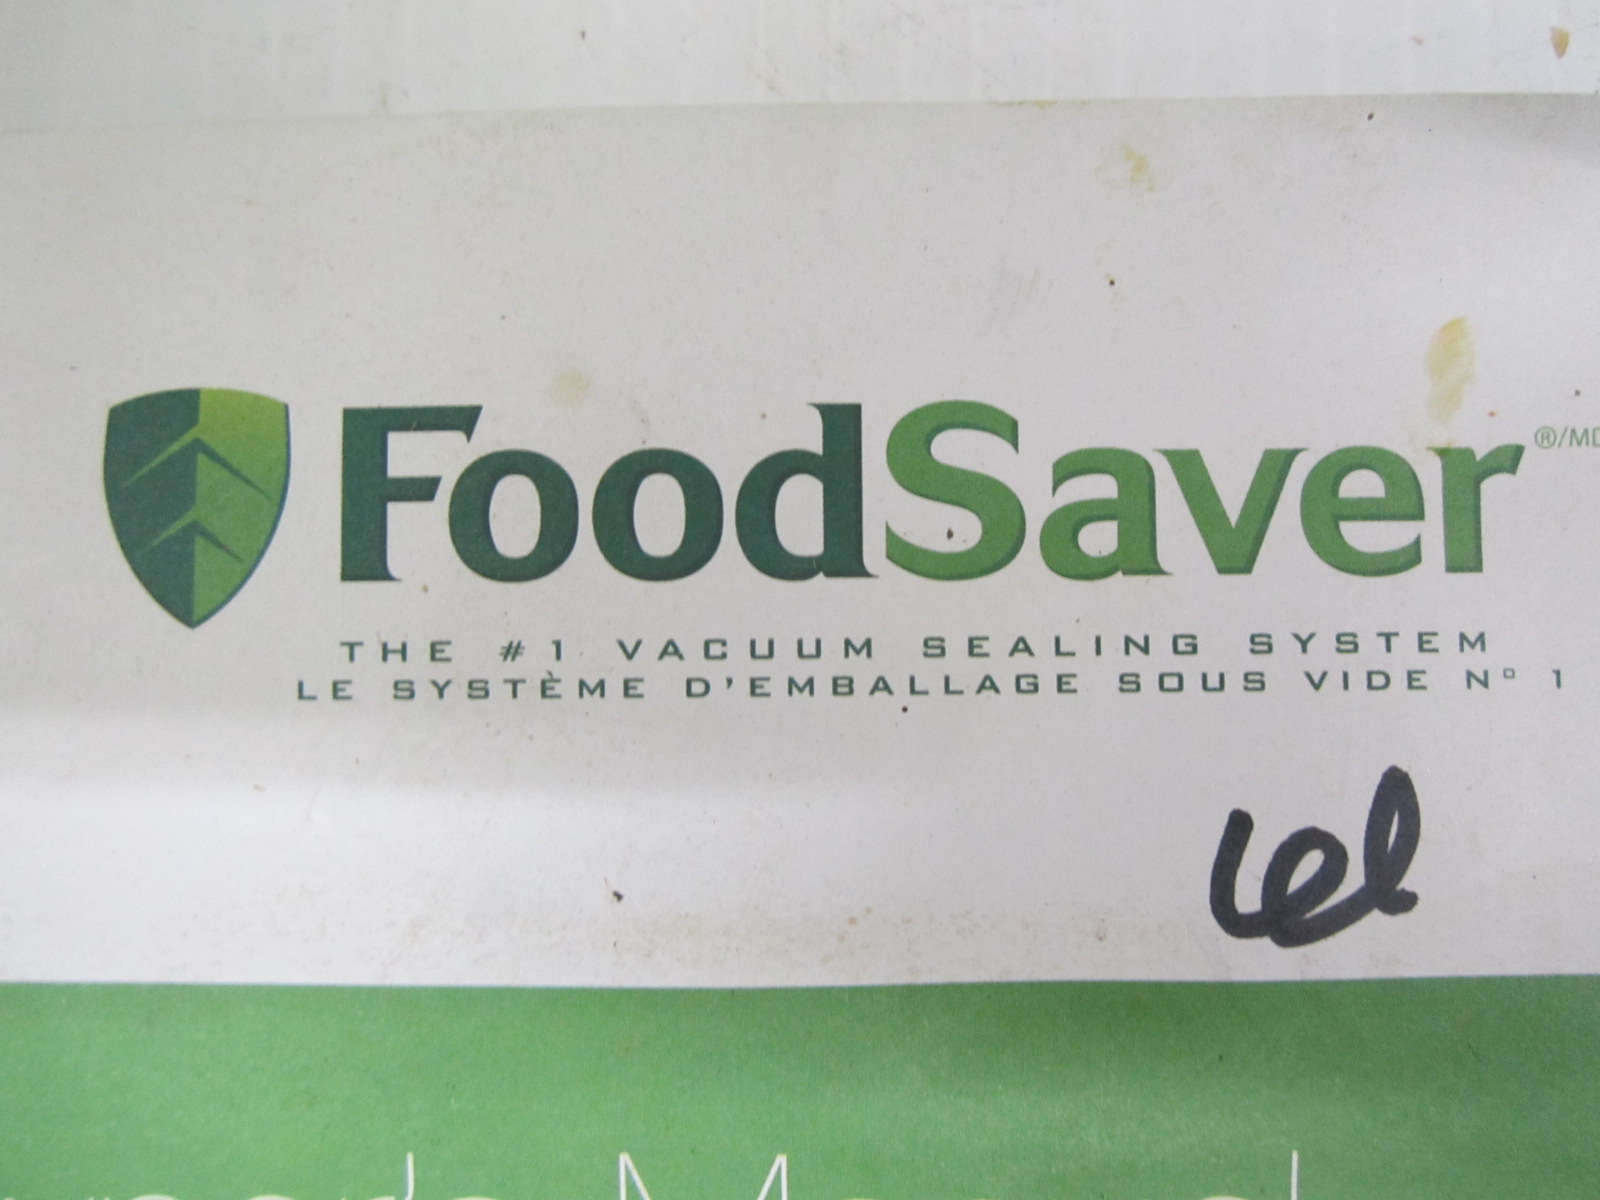 FoodSaver®/MD
THE #1 VACUUM SEALING SYSTEM
LE SYSTÈME D'EMBALLAGE SOUS VIDE Nº 1